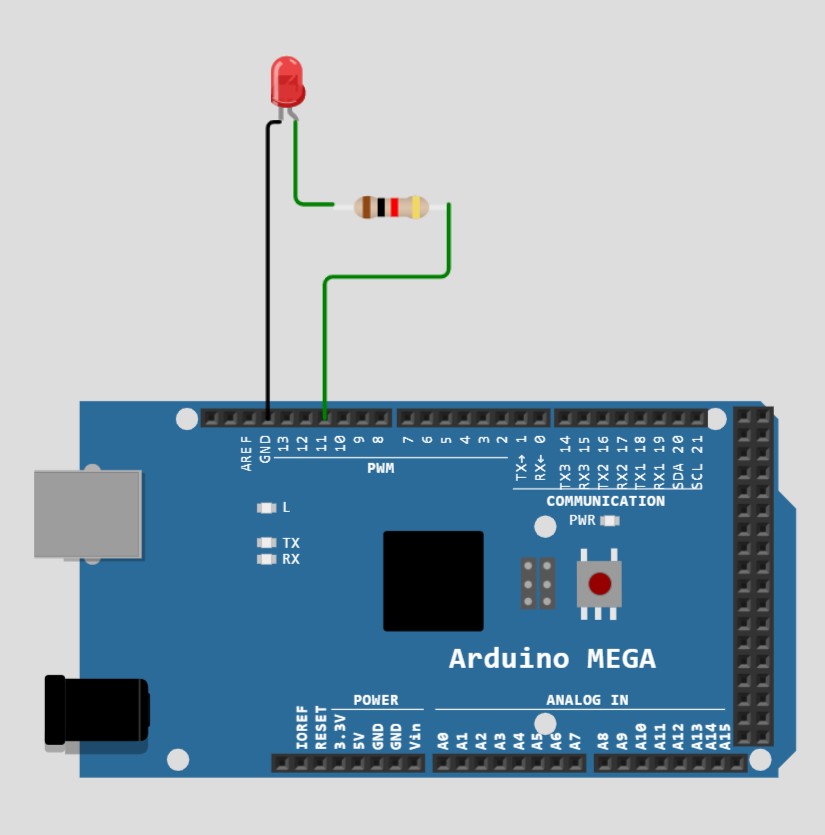 AREF GND 13 12 11 10 9 8 7 6 5 4 3 2 TX→ 1 RX← 0 TX3 14 RX3 15 TX2 16 RX2 17 TX1 18 RX1 19 SDA 20 SCL 21
PWM
COMMUNICATION
L
PWR
TX
RX
Arduino MEGA
POWER
ANALOG IN
IOREF RESET 3.3V 5V GND GND Vin A0 A1 A2 A3 A4 A5 A6 A7 A8 A9 A10 A11 A12 A13 A14 A15